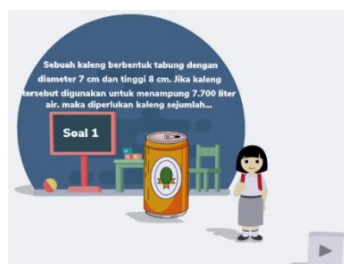 Sebuah kaleng berbentuk tabung dengan
diameter 7 cm dan tinggi 8 cm. Jika kaleng
tersebut digunakan untuk menampung 7.700 liter
air. maka diperlukan kaleng sejumlah...
Soal 1